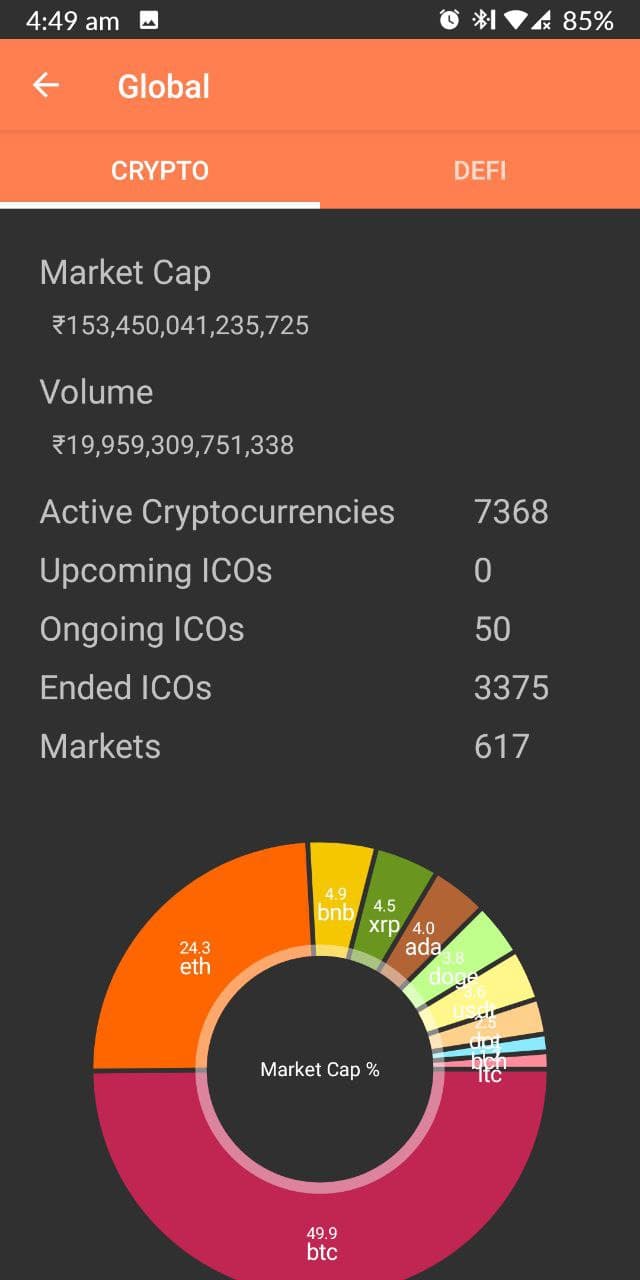 4:49 am 85%
Global
CRYPTO DEFI
Market Cap
₹153,450,041,235,725
Volume
₹19,959,309,751,338
Active Cryptocurrencies 7368
Upcoming ICOs 0
Ongoing ICOs 50
Ended ICOs 3375
Markets 617
4.9
bnb
4.5
xrp
4.0
ada
3.8
doge
24.3
eth
3.6
usdt
2.5
dot
bch
ltc
Market Cap %
49.9
btc